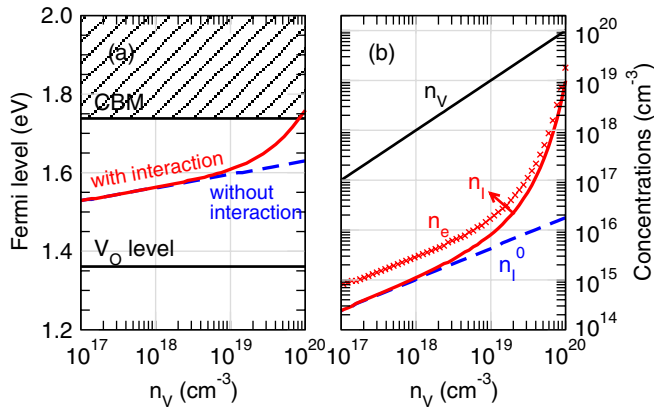 2.0
1.8
1.6
1.4
1.2
Fermi level (eV)
(a)
CBM
with interaction
without
interaction
V_O level
10^17
10^18
10^19
10^20
n_V (cm^-3)
(b)
n_V
n_I
n_e
n_I^0
10^17
10^18
10^19
10^20
n_V (cm^-3)
10^20
10^19
10^18
10^17
10^16
10^15
10^14
Concentrations (cm^-3)